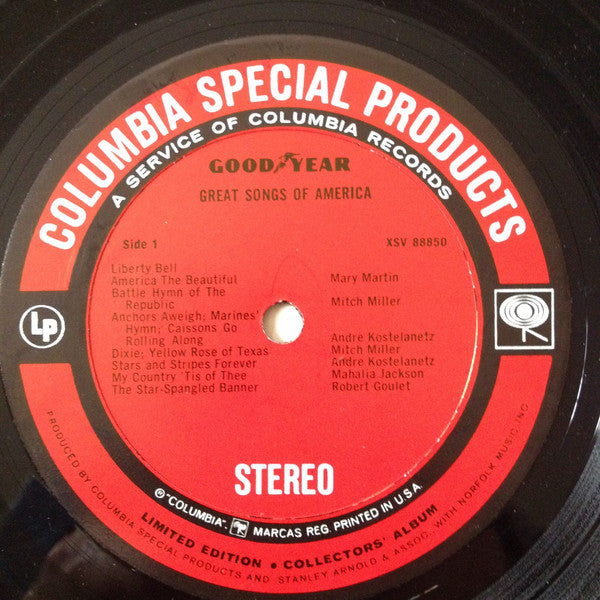 COLUMBIA SPECIAL PRODUCTS
A SERVICE OF COLUMBIA RECORDS
GOOD YEAR
GREAT SONGS OF AMERICA
Side 1 XSV 88850
Liberty Bell
America The Beautiful Mary Martin
Battle Hymn of The
Republic Mitch Miller
Anchors Aweigh; Marines'
Hymn; Caissons Go
Rolling Along Andre Kostelanetz
Dixie; Yellow Rose of Texas Mitch Miller
Stars and Stripes Forever Andre Kostelanetz
My Country 'Tis of Thee Mahalia Jackson
The Star-Spangled Banner Robert Goulet
LP
STEREO
℗ "COLUMBIA", MARCAS REG. PRINTED IN U.S.A.
LIMITED EDITION • COLLECTORS' ALBUM
PRODUCED BY COLUMBIA SPECIAL PRODUCTS AND STANLEY ARNOLD & ASSOC. WITH NORFOLK MUSIC, INC.